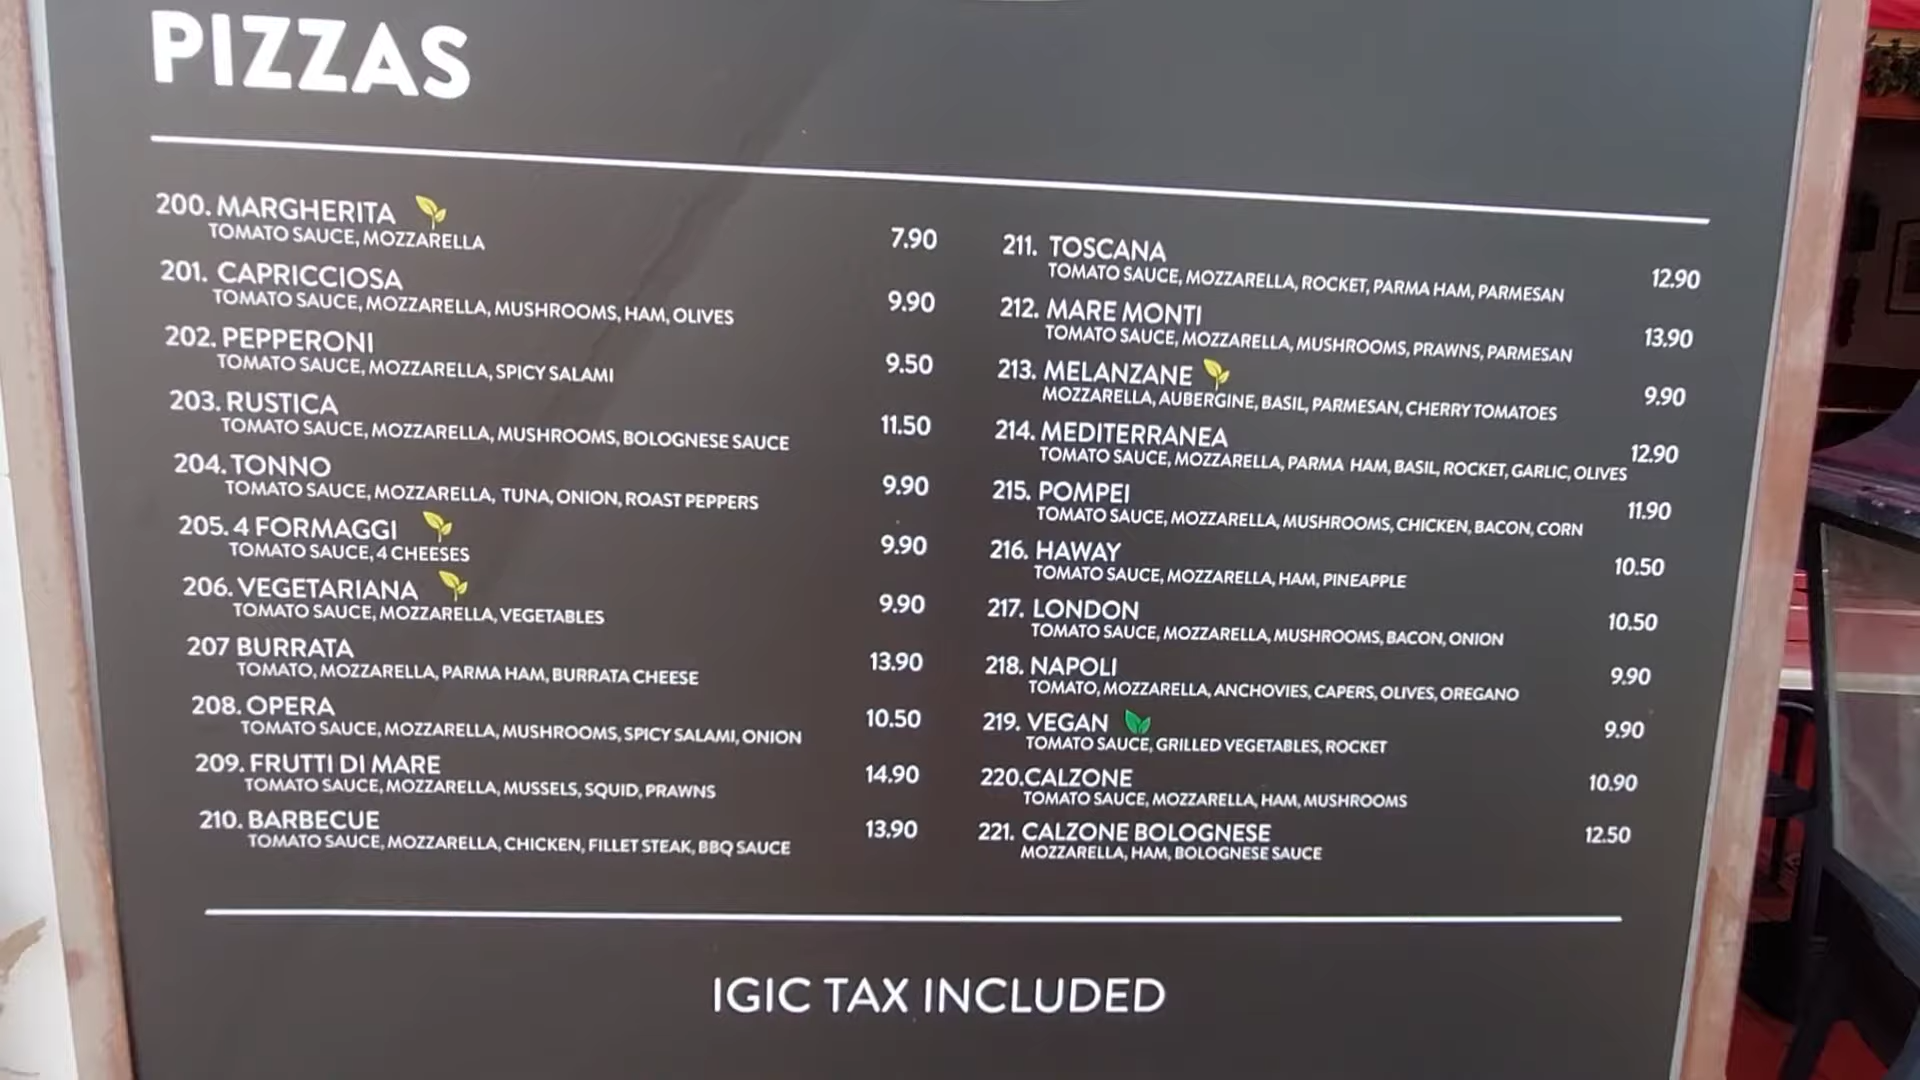 PIZZAS
200. MARGHERITA
TOMATO SAUCE, MOZZARELLA
7.90
201. CAPRICCIOSA
TOMATO SAUCE, MOZZARELLA, MUSHROOMS, HAM, OLIVES
9.90
202. PEPPERONI
TOMATO SAUCE, MOZZARELLA, SPICY SALAMI
9.50
203. RUSTICA
TOMATO SAUCE, MOZZARELLA, MUSHROOMS, BOLOGNESE SAUCE
11.50
204. TONNO
TOMATO SAUCE, MOZZARELLA, TUNA, ONION, ROAST PEPPERS
9.90
205. 4 FORMAGGI
TOMATO SAUCE, 4 CHEESES
9.90
206. VEGETARIANA
TOMATO SAUCE, MOZZARELLA, VEGETABLES
9.90
207 BURRATA
TOMATO, MOZZARELLA, PARMA HAM, BURRATA CHEESE
13.90
208. OPERA
TOMATO SAUCE, MOZZARELLA, MUSHROOMS, SPICY SALAMI, ONION
10.50
209. FRUTTI DI MARE
TOMATO SAUCE, MOZZARELLA, MUSSELS, SQUID, PRAWNS
14.90
210. BARBECUE
TOMATO SAUCE, MOZZARELLA, CHICKEN, FILLET STEAK, BBQ SAUCE
13.90
211. TOSCANA
TOMATO SAUCE, MOZZARELLA, ROCKET, PARMA HAM, PARMESAN
12.90
212. MARE MONTI
TOMATO SAUCE, MOZZARELLA, MUSHROOMS, PRAWNS, PARMESAN
13.90
213. MELANZANE
MOZZARELLA, AUBERGINE, BASIL, PARMESAN, CHERRY TOMATOES
9.90
214. MEDITERRANEA
TOMATO SAUCE, MOZZARELLA, PARMA HAM, BASIL, ROCKET, GARLIC, OLIVES
12.90
215. POMPEI
TOMATO SAUCE, MOZZARELLA, MUSHROOMS, CHICKEN, BACON, CORN
11.90
216. HAWAY
TOMATO SAUCE, MOZZARELLA, HAM, PINEAPPLE
10.50
217. LONDON
TOMATO SAUCE, MOZZARELLA, MUSHROOMS, BACON, ONION
10.50
218. NAPOLI
TOMATO, MOZZARELLA, ANCHOVIES, CAPERS, OLIVES, OREGANO
9.90
219. VEGAN
TOMATO SAUCE, GRILLED VEGETABLES, ROCKET
9.90
220.CALZONE
TOMATO SAUCE, MOZZARELLA, HAM, MUSHROOMS
10.90
221. CALZONE BOLOGNESE
MOZZARELLA, HAM, BOLOGNESE SAUCE
12.50
IGIC TAX INCLUDED